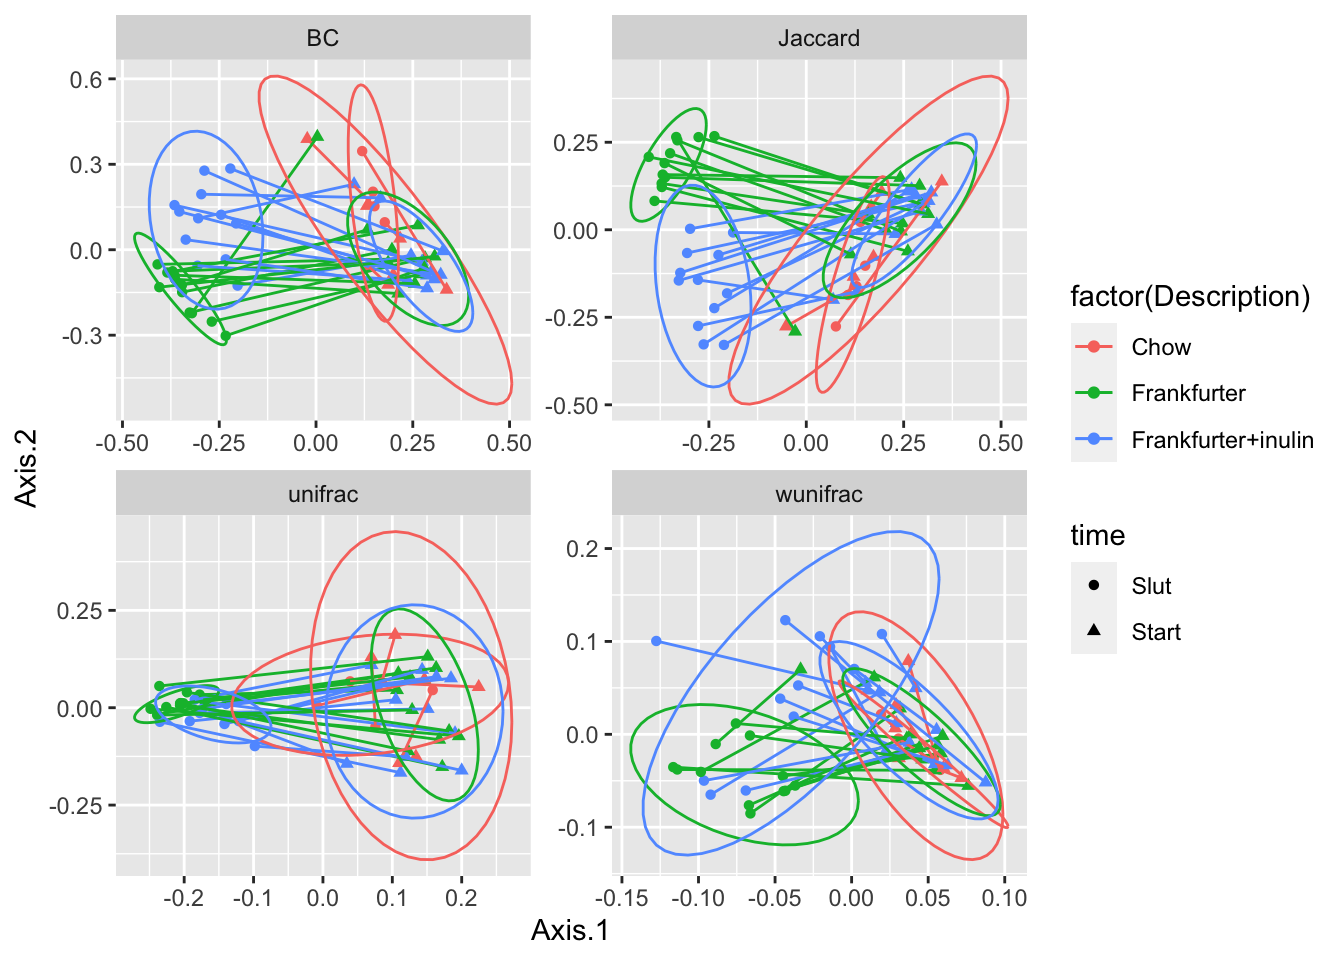 BC
Jaccard
0.6
0.3
0.0
-0.3
0.25
0.00
-0.25
-0.50
-0.50
-0.25
0.00
0.25
0.50
-0.25
0.00
0.25
0.50
unifrac
wunifrac
0.25
0.00
-0.25
0.2
0.1
0.0
-0.1
-0.2
-0.1
0.0
0.1
0.2
-0.15
-0.10
-0.05
0.00
0.05
0.10
Axis.1
Axis.2
factor(Description)
Chow
Frankfurter
Frankfurter+inulin
time
Slut
Start